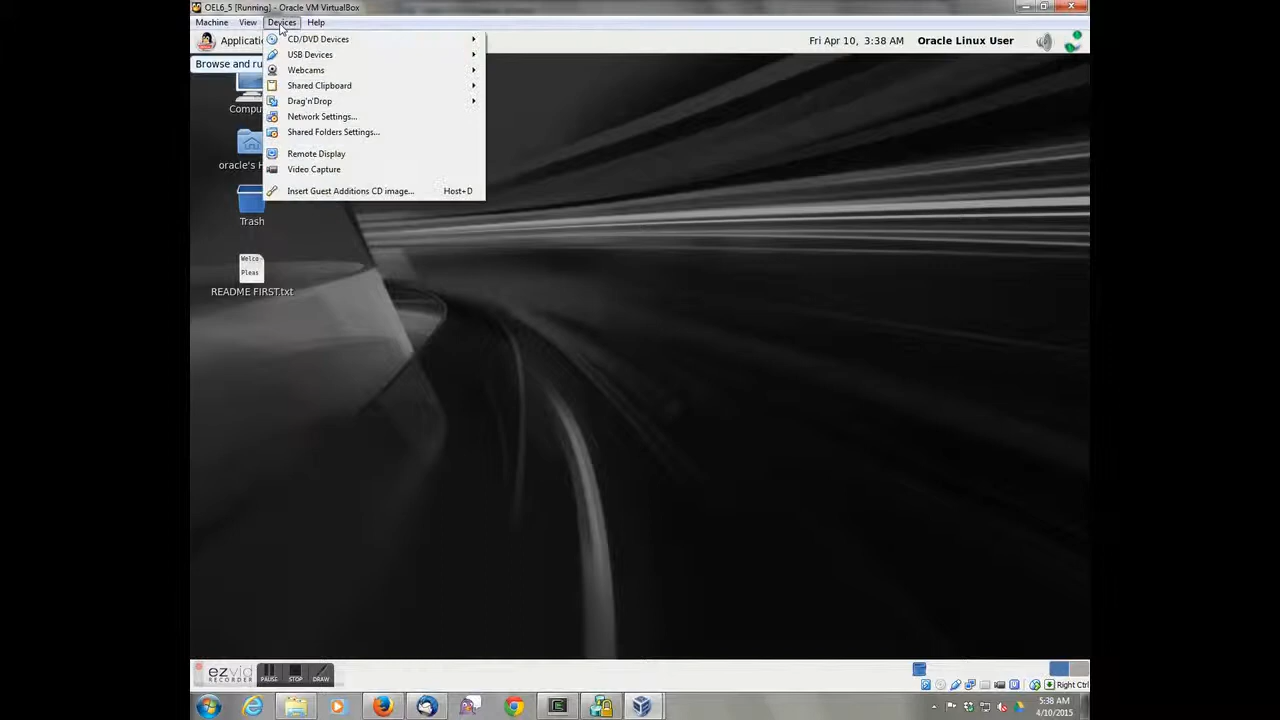 OEL6_5 [Running] - Oracle VM VirtualBox
Machine View Devices Help
Applicatio
Fri Apr 10, 3:38 AM Oracle Linux User
Browse and ru
CD/DVD Devices
USB Devices
Webcams
Shared Clipboard
Drag'n'Drop
Network Settings...
Shared Folders Settings...
Remote Display
Video Capture
Insert Guest Additions CD image... Host+D
Compu
oracle's H
Trash
Welco
Pleas
README FIRST.txt
ezvid
RECORDER
PAUSE STOP DRAW
Right Ctrl
5:38 AM
4/10/2015